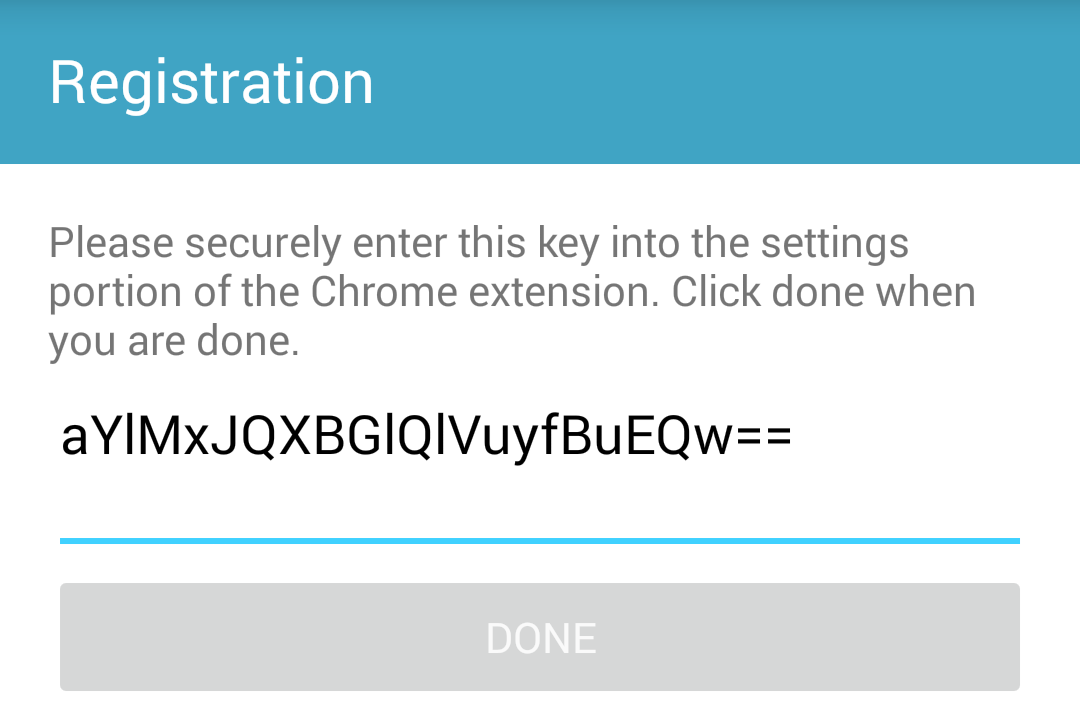 Registration
Please securely enter this key into the settings
portion of the Chrome extension. Click done when
you are done.
aYlMxJQXBGlQlVuyfBuEQw==
DONE